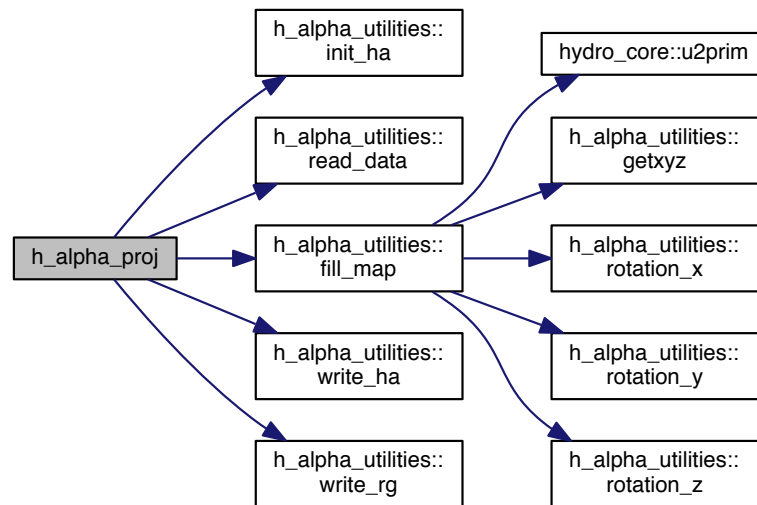 h_alpha_proj
h_alpha_utilities::
init_ha
h_alpha_utilities::
read_data
h_alpha_utilities::
fill_map
h_alpha_utilities::
write_ha
h_alpha_utilities::
write_rg
hydro_core::u2prim
h_alpha_utilities::
getxyz
h_alpha_utilities::
rotation_x
h_alpha_utilities::
rotation_y
h_alpha_utilities::
rotation_z